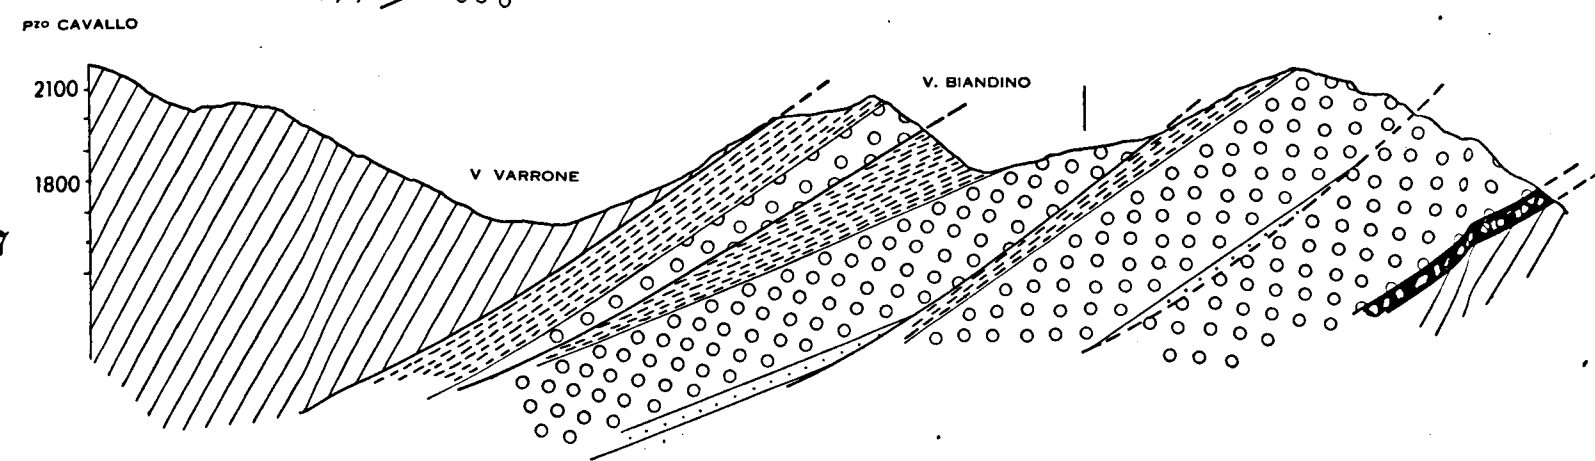 Pzo CAVALLO
2100
V. BIANDINO
V VARRONE
1800